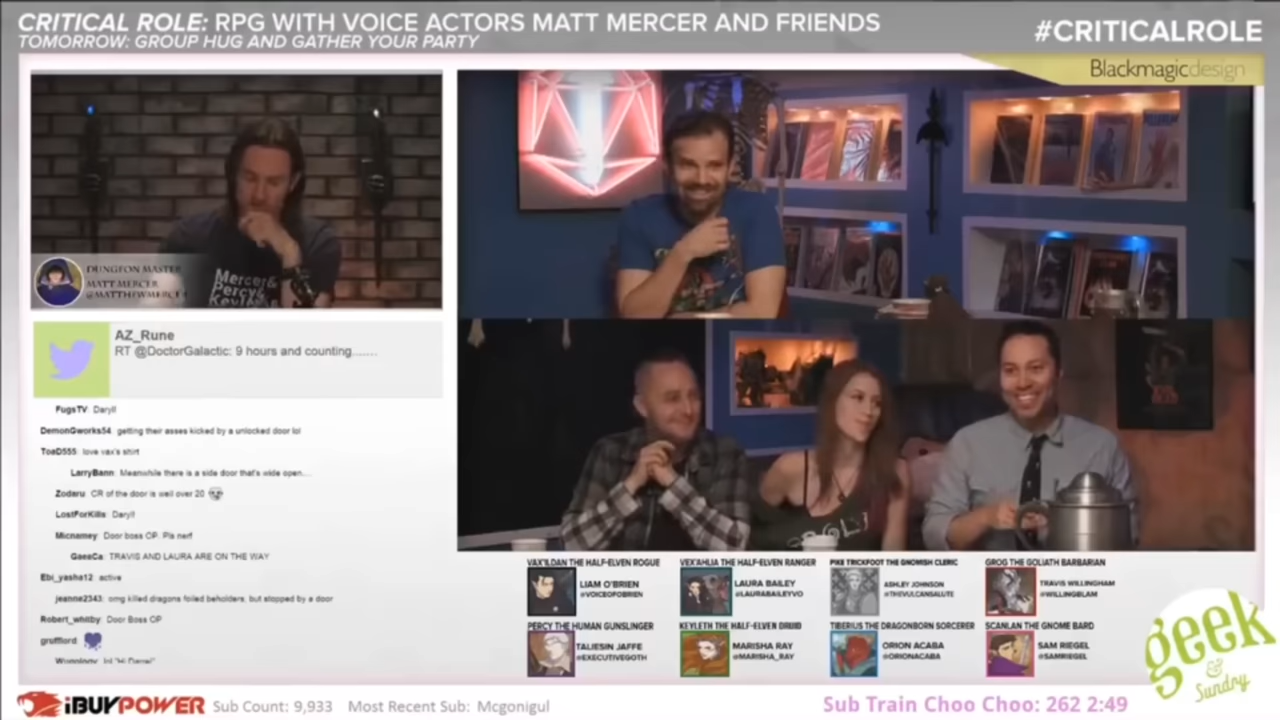 CRITICAL ROLE: RPG WITH VOICE ACTORS MATT MERCER AND FRIENDS
TOMORROW: GROUP HUG AND GATHER YOUR PARTY
#CRITICALROLE
Blackmagicdesign
Mercer&
Percy&
DUNGEON MASTER
MATT MERCER
@MATTHEWMERCER
AZ_Rune
RT @DoctorGalactic: 9 hours and counting.......
FugsTV: Daryl!
DemonGworks54: getting their asses kicked by a unlocked door lol
ToaD555: love vax's shirt
LarryBann: Meanwhile there is a side door that's wide open...
Zodaru: CR of the door is well over 20
LostForKills: Daryl!
Micnamey: Door boss OP. Pls nerf
GaeaCa: TRAVIS AND LAURA ARE ON THE WAY
Ebi_yasha12: active
jeanne2343: omg killed dragons foiled beholders, but stopped by a door
Robert_whitby: Door Boss OP
grufflord:
VAX'ILDAN THE HALF-ELVEN ROGUE
LIAM O'BRIEN
@VOICEOFOBRIEN
VEX'AHLIA THE HALF-ELVEN RANGER
LAURA BAILEY
@LAURABAILEYVO
PIKE TRICKFOOT THE GNOMISH CLERIC
ASHLEY JOHNSON
@THEVULCANSALUTE
GROG THE GOLIATH BARBARIAN
TRAVIS WILLINGHAM
@WILLINGBLAM
PERCY THE HUMAN GUNSLINGER
TALIESIN JAFFE
@EXECUTIVEGOTH
KEYLETH THE HALF-ELVEN DRUID
MARISHA RAY
@MARISHA_RAY
TIBERIUS THE DRAGONBORN SORCERER
ORION ACABA
@ORIONACABA
SCANLAN THE GNOME BARD
SAM RIEGEL
@SAMRIEGEL
geek
&
Sundry
iBUYPOWER
Sub Count: 9,933 Most Recent Sub: Mcgonigul
Sub Train Choo Choo: 262 2:49